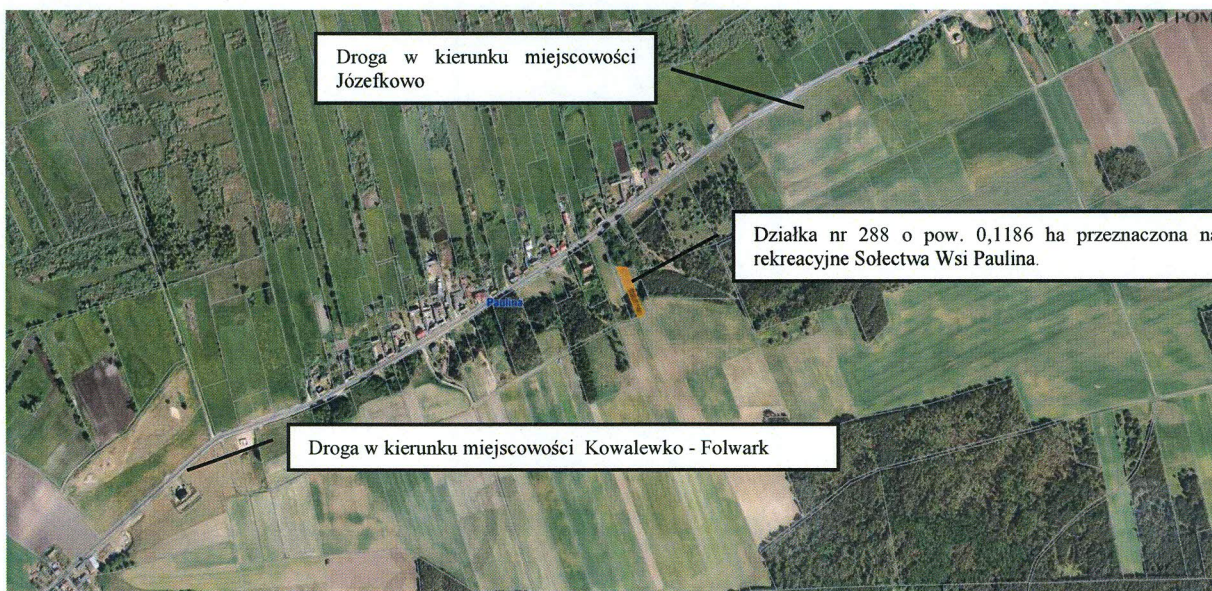 Droga w kierunku miejscowości
Józefkowo
Działka nr 288 o pow. 0,1186 ha przeznaczona na
rekreacyjne Sołectwa Wsi Paulina.
Paulina
Droga w kierunku miejscowości Kowalewko - Folwark